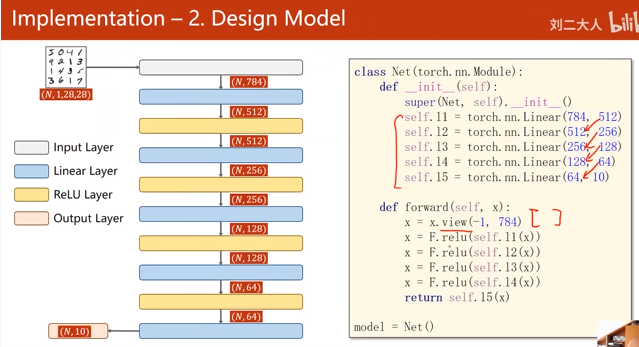 Implementation – 2. Design Model
刘二大人
bilibili
5 0 4 1
9 2 1 3
1 4 3 5
3 6 1 7
(N, 1,28,28)
(N, 784)
(N, 512)
(N, 512)
(N, 256)
(N, 256)
(N, 128)
(N, 128)
(N, 64)
(N, 64)
(N, 10)
Input Layer
Linear Layer
ReLU Layer
Output Layer
class Net(torch.nn.Module):
def __init__(self):
super(Net, self).__init__()
self.l1 = torch.nn.Linear(784, 512)
self.l2 = torch.nn.Linear(512, 256)
self.l3 = torch.nn.Linear(256, 128)
self.l4 = torch.nn.Linear(128, 64)
self.l5 = torch.nn.Linear(64, 10)
def forward(self, x):
x = x.view(-1, 784) [ ]
x = F.relu(self.l1(x))
x = F.relu(self.l2(x))
x = F.relu(self.l3(x))
x = F.relu(self.l4(x))
return self.l5(x)
model = Net()